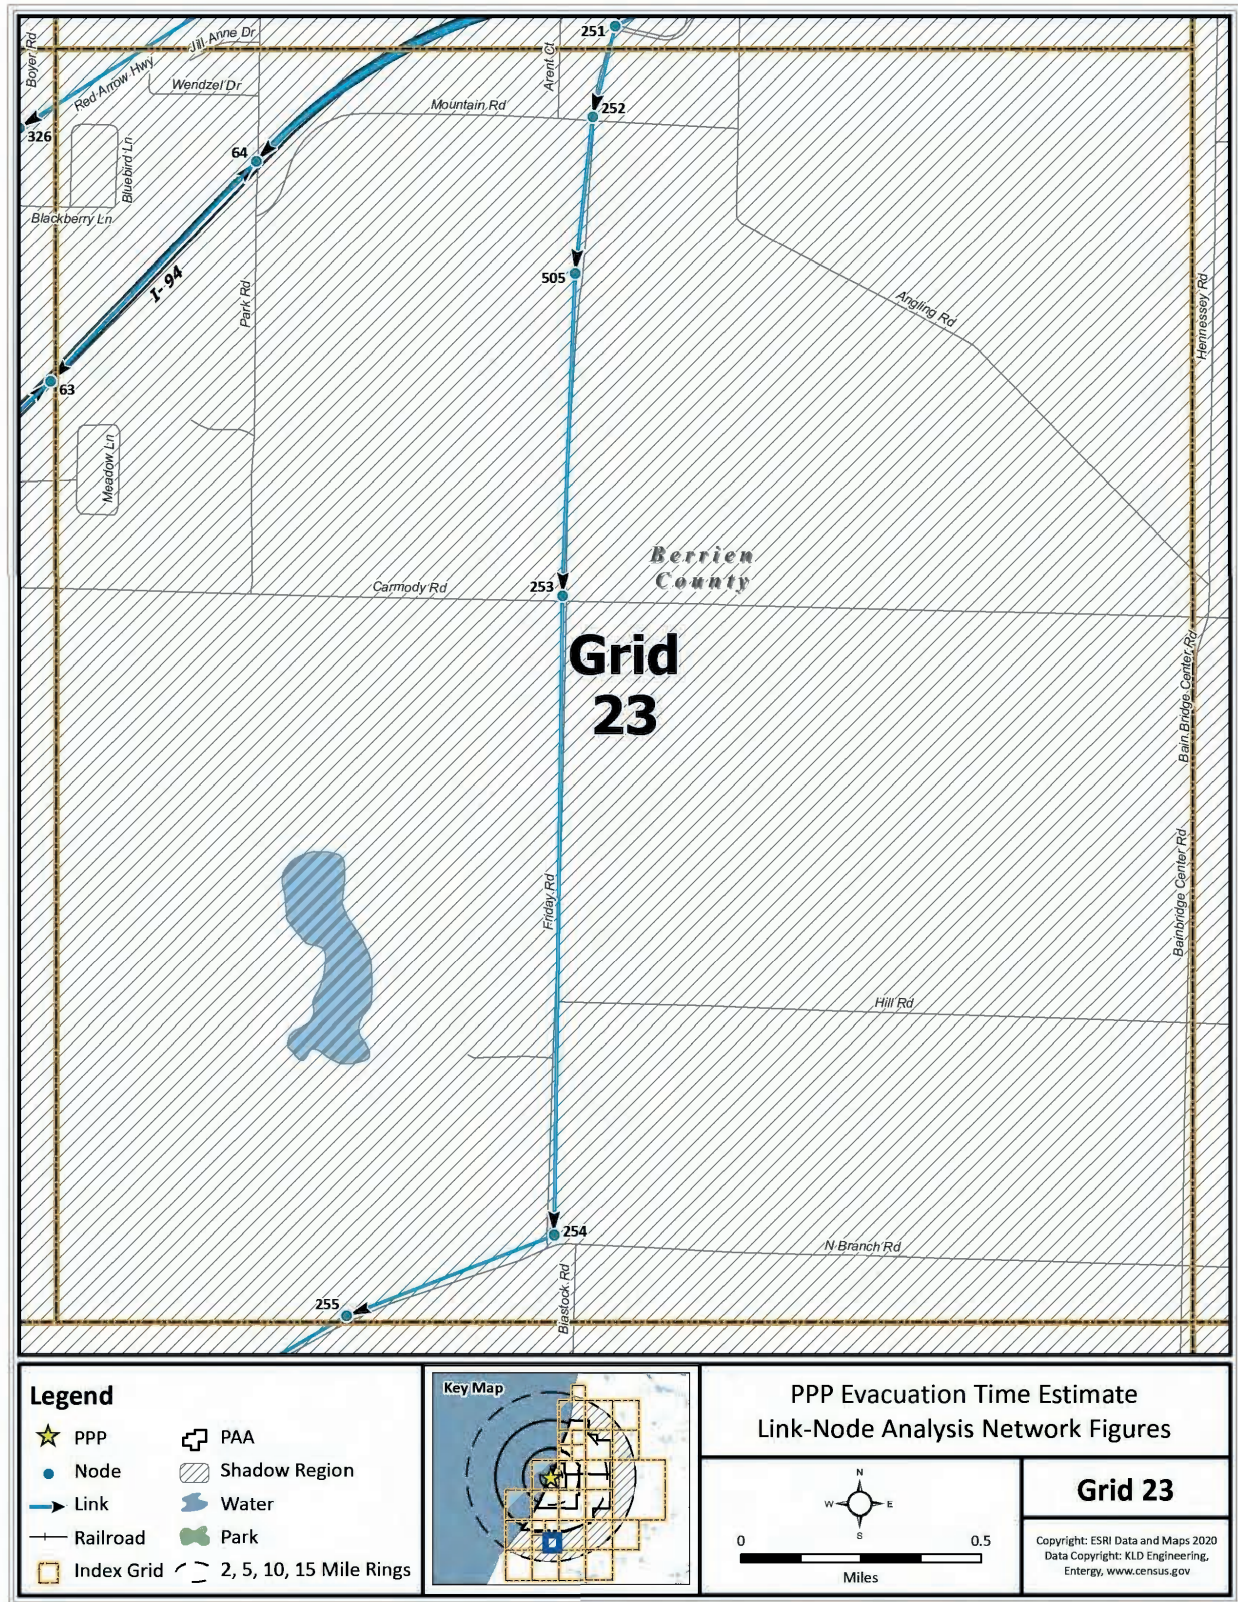 251
Jill Anne Dr
Boyer Rd
Arent Ct
Red Arrow Hwy
Wendzel Dr
Mountain Rd
252
326
64
Bluebird Ln
Blackberry Ln
I-94
505
Park Rd
Angling Rd
Hennessey Rd
63
Meadow Ln
Berrien
County
Carmody Rd
253
Grid
23
Bain Bridge Center Rd
Friday Rd
Bainbridge Center Rd
Hill Rd
254
N Branch Rd
255
Blastock Rd
Legend
PPP
PAA
Node
Shadow Region
Link
Water
Railroad
Park
Index Grid
2, 5, 10, 15 Mile Rings
Key Map
PPP Evacuation Time Estimate
Link-Node Analysis Network Figures
N
W
E
S
0
0.5
Miles
Grid 23
Copyright: ESRI Data and Maps 2020
Data Copyright: KLD Engineering,
Entergy, www.census.gov